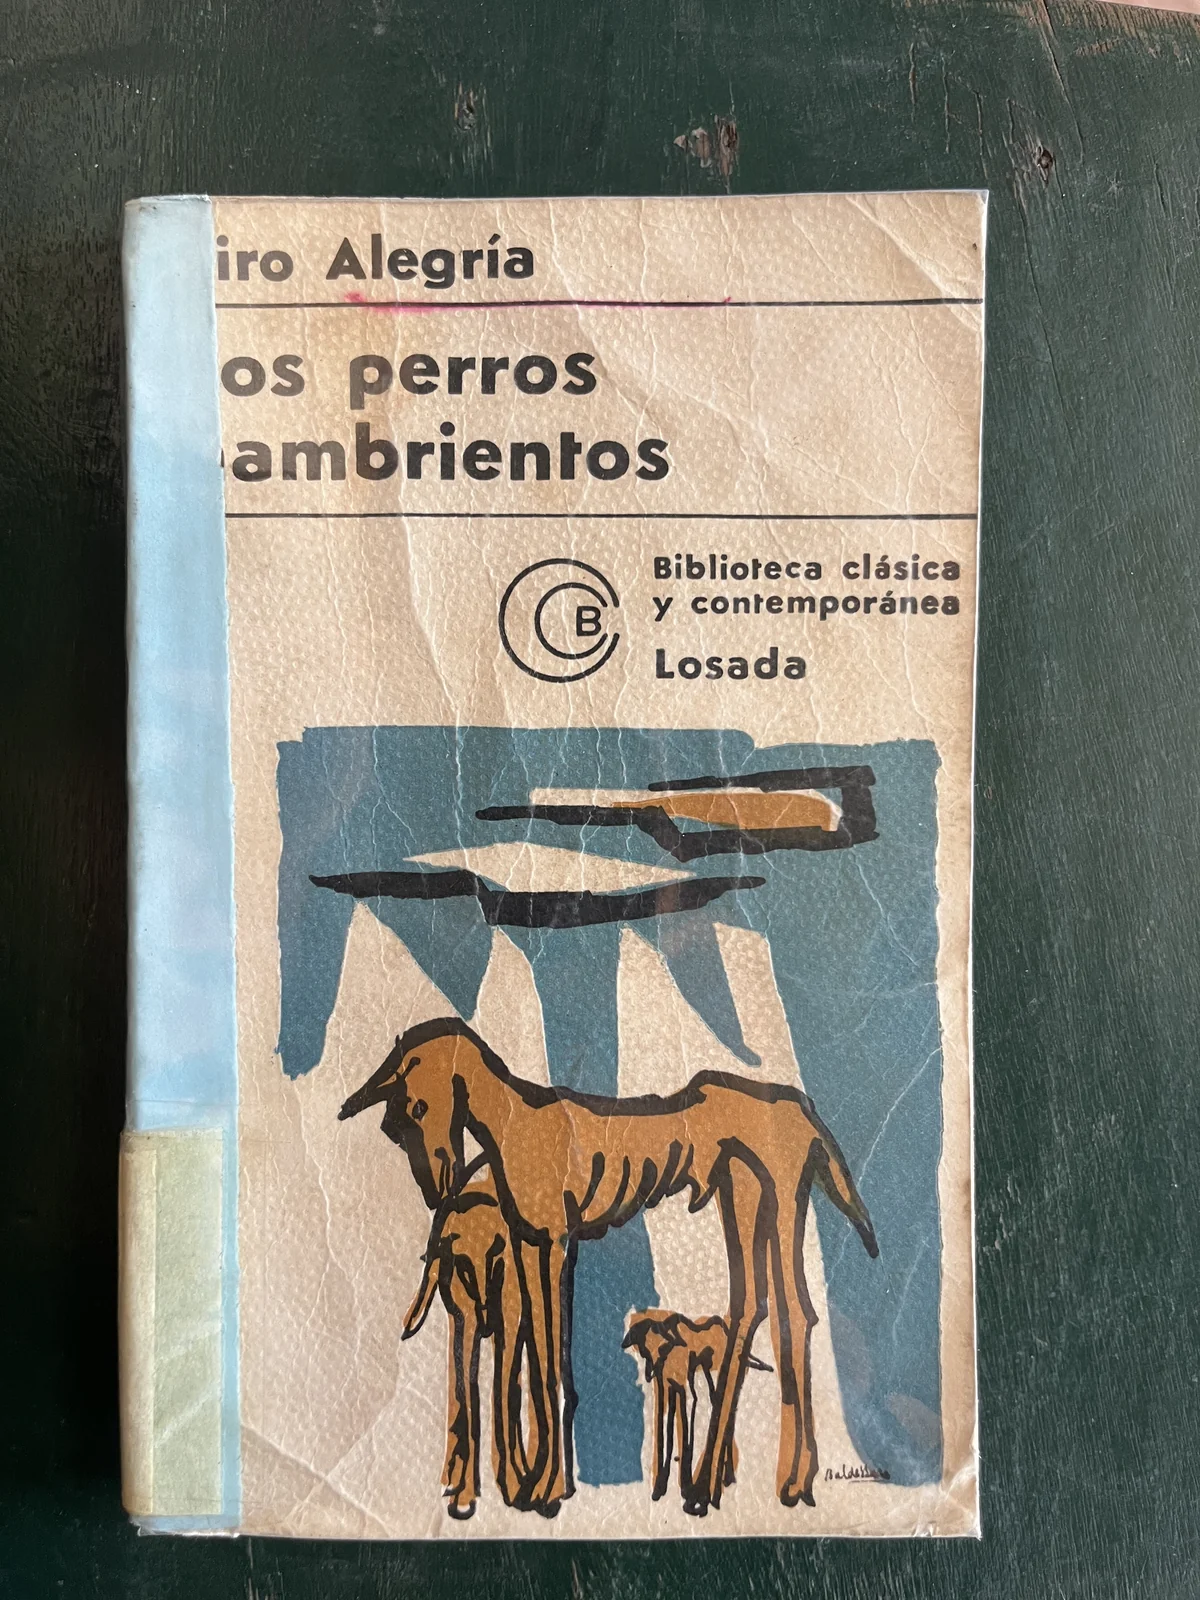 iro Alegría
os perros
ambrientos
B
Biblioteca clásica
y contemporánea
Losada